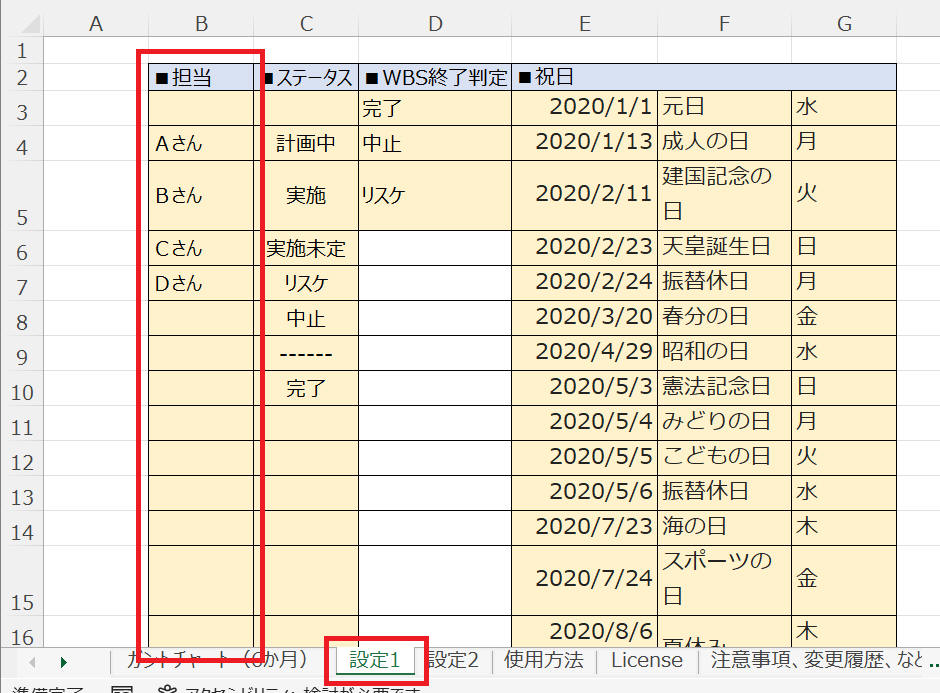 A B C D E F G
1
2 ■担当 ■ステータス ■WBS終了判定 ■祝日
3 完了 2020/1/1 元日 水
4 Aさん 計画中 中止 2020/1/13 成人の日 月
5 Bさん 実施 リスケ 2020/2/11 建国記念の日 火
6 Cさん 実施未定 2020/2/23 天皇誕生日 日
7 Dさん リスケ 2020/2/24 振替休日 月
8 中止 2020/3/20 春分の日 金
9 ------ 2020/4/29 昭和の日 水
10 完了 2020/5/3 憲法記念日 日
11 2020/5/4 みどりの日 月
12 2020/5/5 こどもの日 火
13 2020/5/6 振替休日 水
14 2020/7/23 海の日 木
15 2020/7/24 スポーツの日 金
16 2020/8/6 夏休み 木
ガントチャート（6か月） 設定1 設定2 使用方法 License 注意事項、変更履歴、など ...
準備完了 アクセシビリティ: 検討が必要です